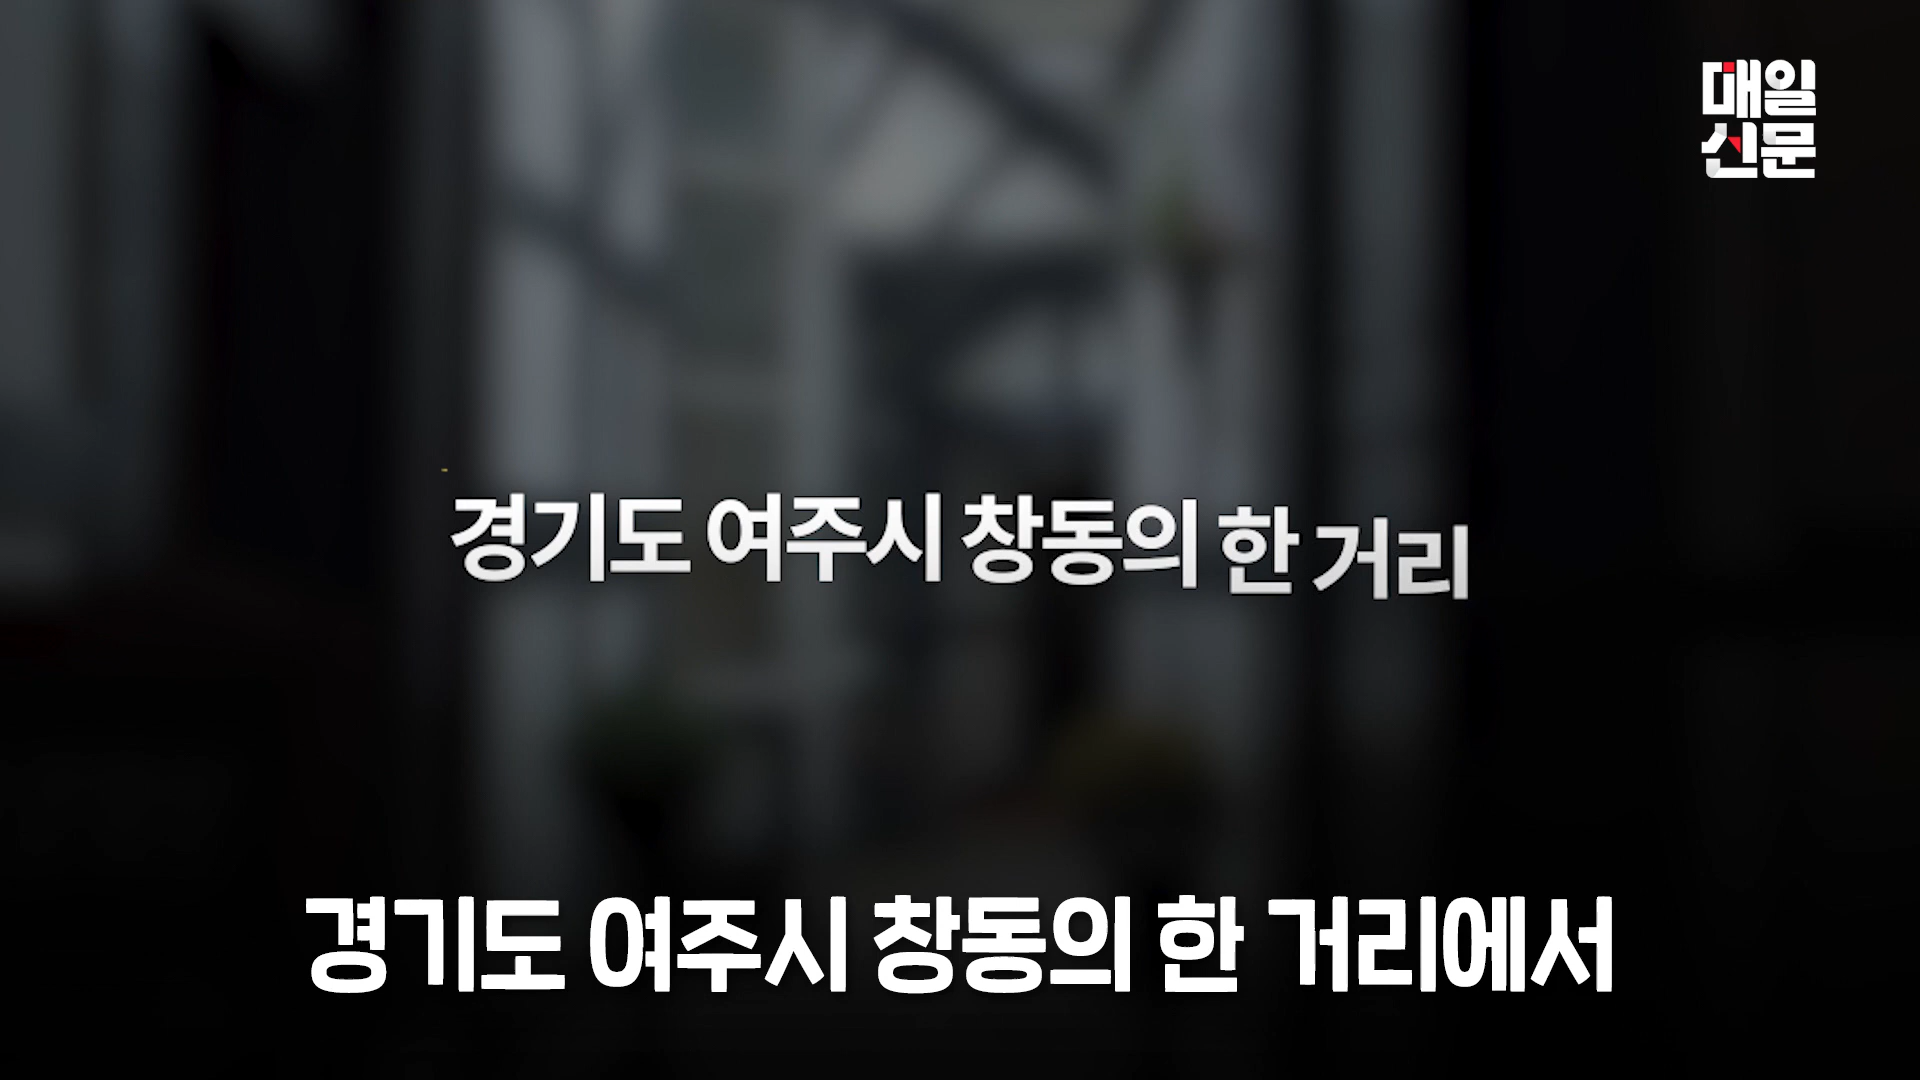 매일
신문
경기도 여주시 창동의 한 거리
경기도 여주시 창동의 한 거리에서